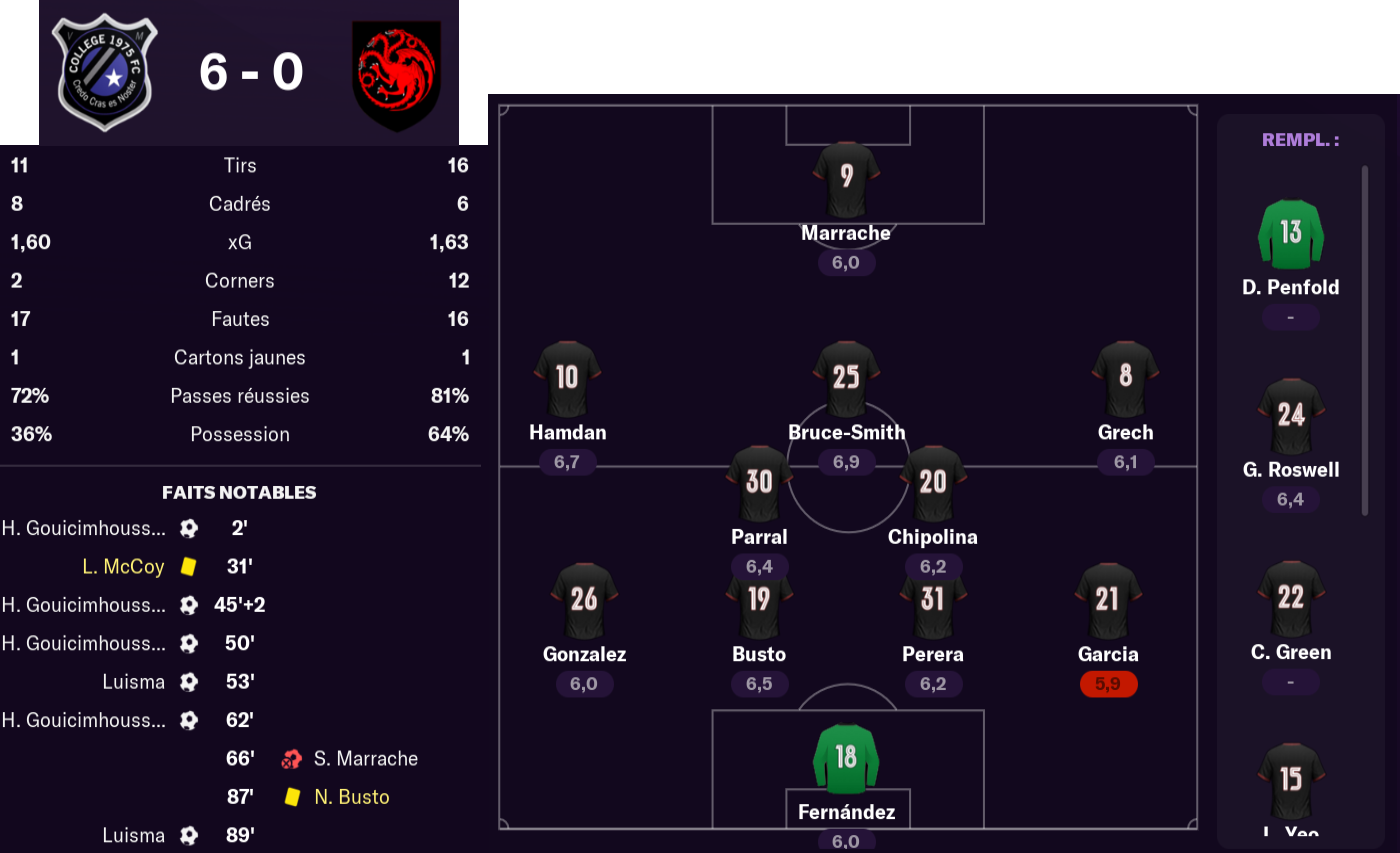 V M
COLLEGE 1975 FC
Credo Cras es Noster
6 - 0
11 Tirs 16
8 Cadrés 6
1,60 xG 1,63
2 Corners 12
17 Fautes 16
1 Cartons jaunes 1
72% Passes réussies 81%
36% Possession 64%
FAITS NOTABLES
H. Gouicimhouss... 2'
L. McCoy 31'
H. Gouicimhouss... 45'+2
H. Gouicimhouss... 50'
Luisma 53'
H. Gouicimhouss... 62'
66' S. Marrache
87' N. Busto
Luisma 89'
9
Marrache
6,0
10 25 8
Hamdan Bruce-Smith Grech
6,7 6,9 6,1
30 20
Parral Chipolina
6,4 6,2
26 19 31 21
Gonzalez Busto Perera Garcia
6,0 6,5 6,2 5,9
18
Fernández
6,0
REMPL. :
13
D. Penfold
-
24
G. Roswell
6,4
22
C. Green
-
15
L. Yeo